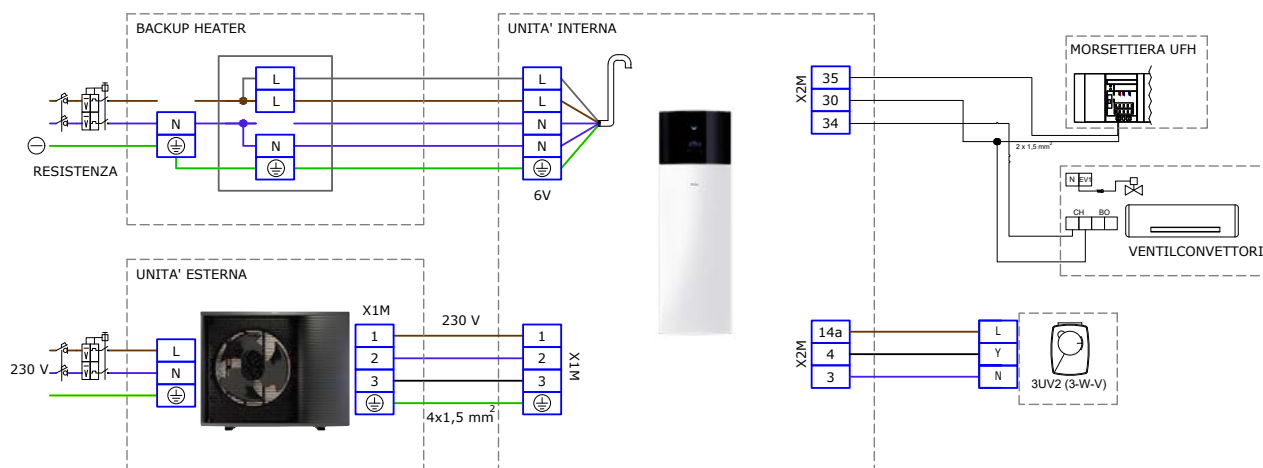 BACKUP HEATER
L
L
N
N
RESISTENZA
UNITA' INTERNA
L
L
N
N
6V
X2M
35
30
34
MORSETTIERA UFH
2 x 1,5 mm²
N EV1
CH BO
VENTILCONVETTORI
UNITA' ESTERNA
230 V
L
N
X1M
1
2
3
230 V
4x1,5 mm²
1
2
3
X1M
X2M
14a
4
3
L
Y
N
3UV2 (3-W-V)